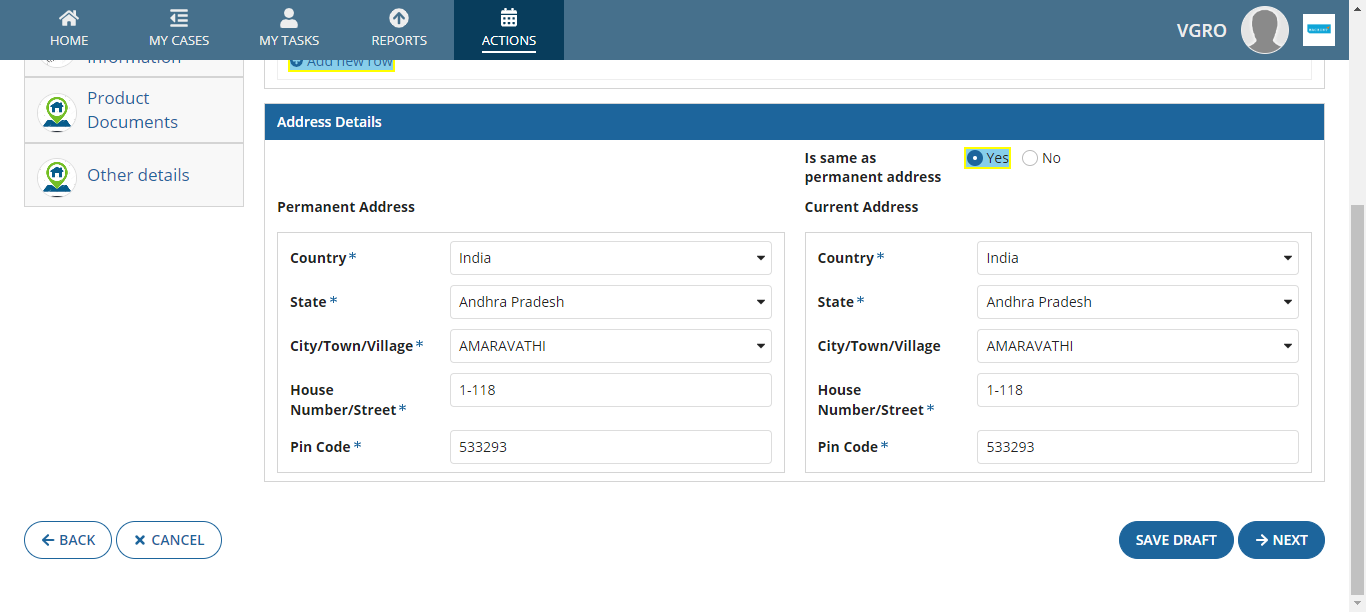 HOME
MY CASES
MY TASKS
REPORTS
ACTIONS
VGRO
Information
Add new row
Product
Documents
Other details
Address Details
Is same as
permanent address
Yes
No
Permanent Address
Current Address
Country *
India
Country *
India
State *
Andhra Pradesh
State *
Andhra Pradesh
City/Town/Village *
AMARAVATHI
City/Town/Village
AMARAVATHI
House
Number/Street *
1-118
House
Number/Street *
1-118
Pin Code *
533293
Pin Code *
533293
BACK
CANCEL
SAVE DRAFT
NEXT